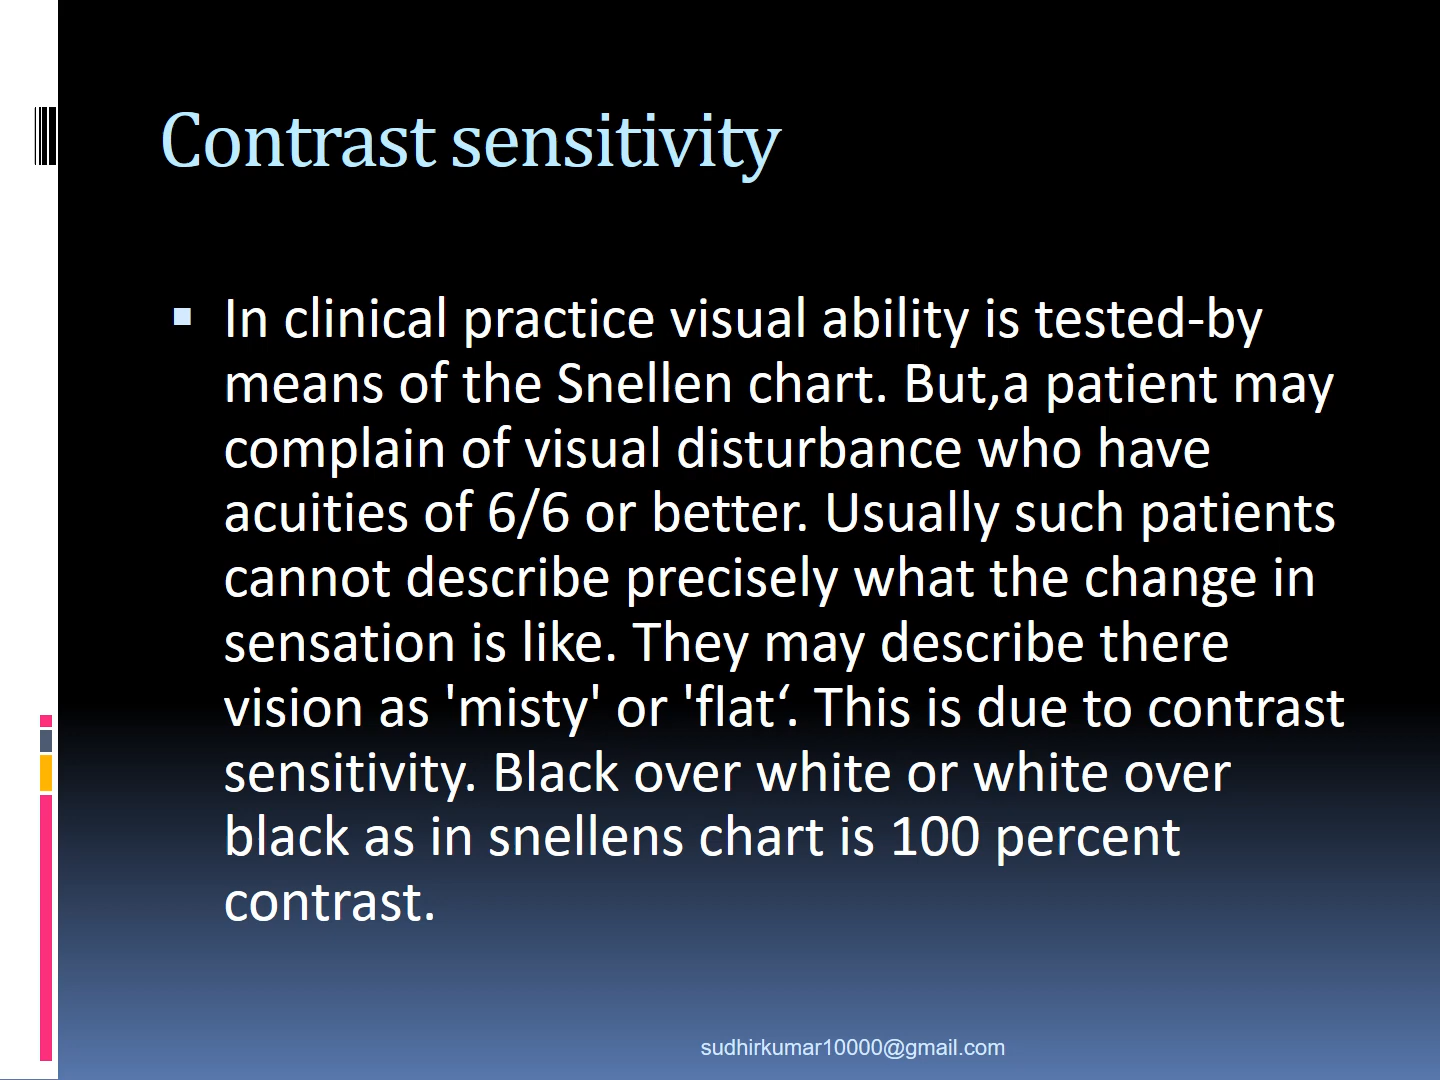 Contrast sensitivity
In clinical practice visual ability is tested-by
means of the Snellen chart. But,a patient may
complain of visual disturbance who have
acuities of 6/6 or better. Usually such patients
cannot describe precisely what the change in
sensation is like. They may describe there
vision as 'misty' or 'flat‘. This is due to contrast
sensitivity. Black over white or white over
black as in snellens chart is 100 percent
contrast.
sudhirkumar10000@gmail.com